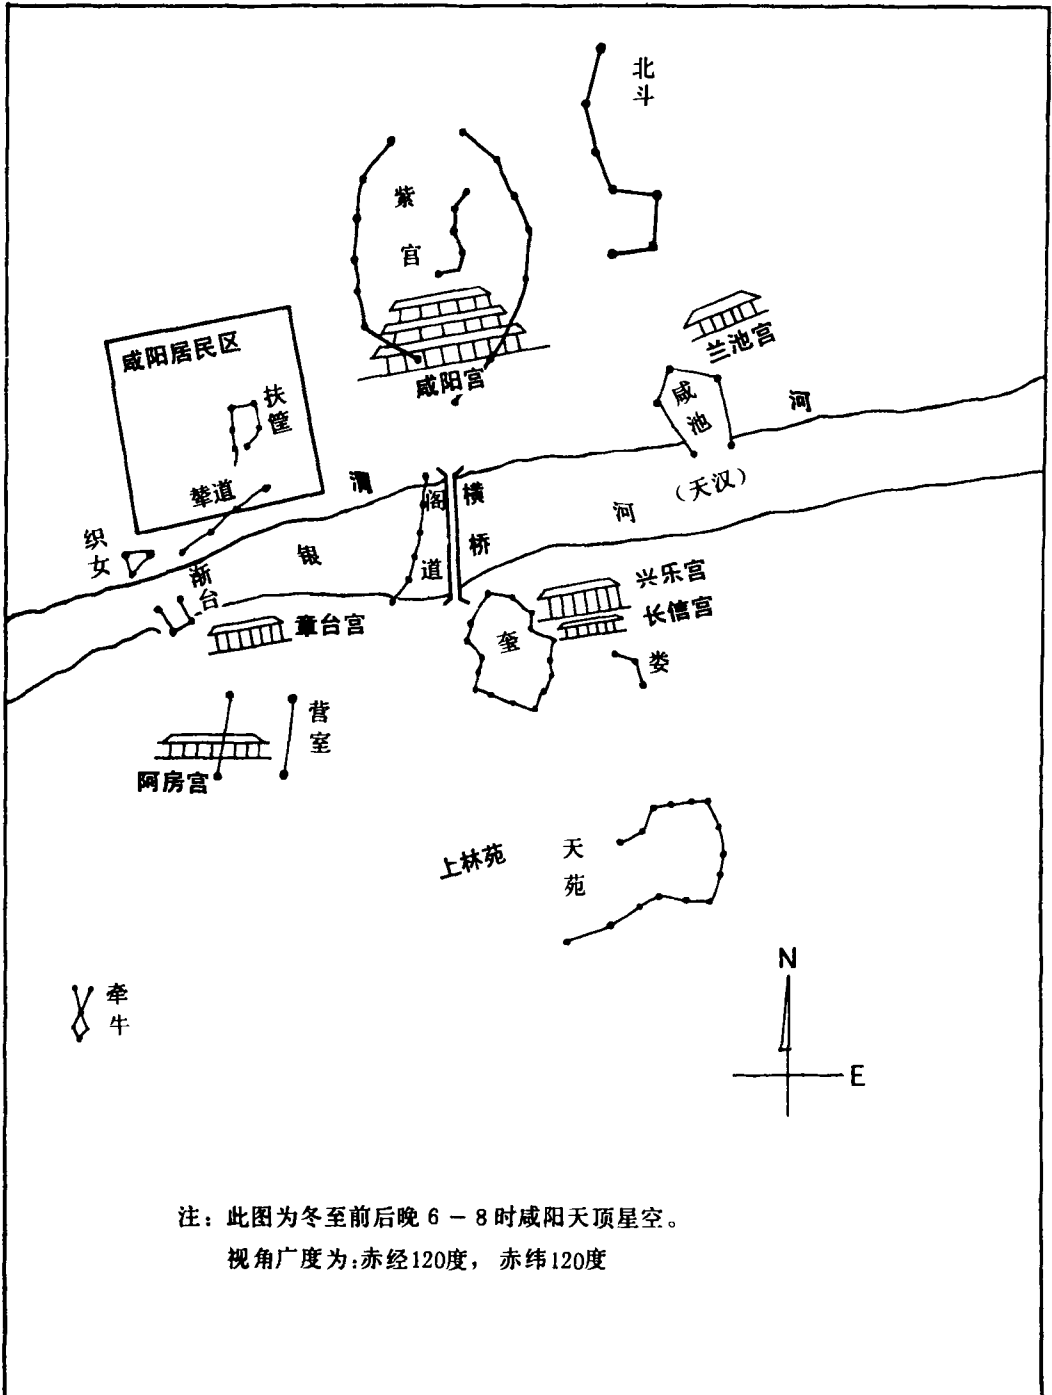 北斗
紫宫
咸阳宫
兰池宫
咸阳居民区
扶筐
辇道
织女
渐台
渭河
银河(天汉)
阁道
横桥
咸池
章台宫
兴乐宫
长信宫
奎
娄
营室
阿房宫
上林苑
天苑
牵牛
N
E
注:此图为冬至前后晚6-8时咸阳天顶星空。
视角广度为:赤经120度,赤纬120度